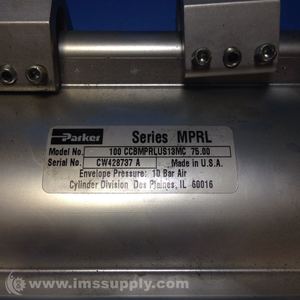 Parker Series MPRL
Model No. 100 CCBMPRLUS13MC 75.00
Serial No. CW428737 A Made in U.S.A.
Envelope Pressure: 10 Bar Air
Cylinder Division Des Plaines, IL 60016
© www.imssupply.com